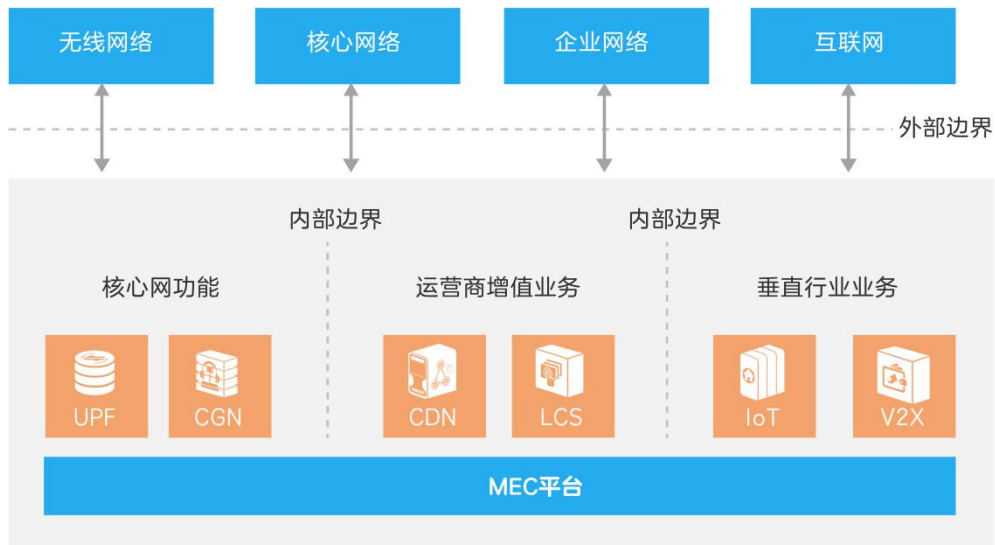 无线网络
核心网络
企业网络
互联网
外部边界
内部边界
内部边界
核心网功能
运营商增值业务
垂直行业业务
UPF
CGN
CDN
LCS
IoT
V2X
MEC平台